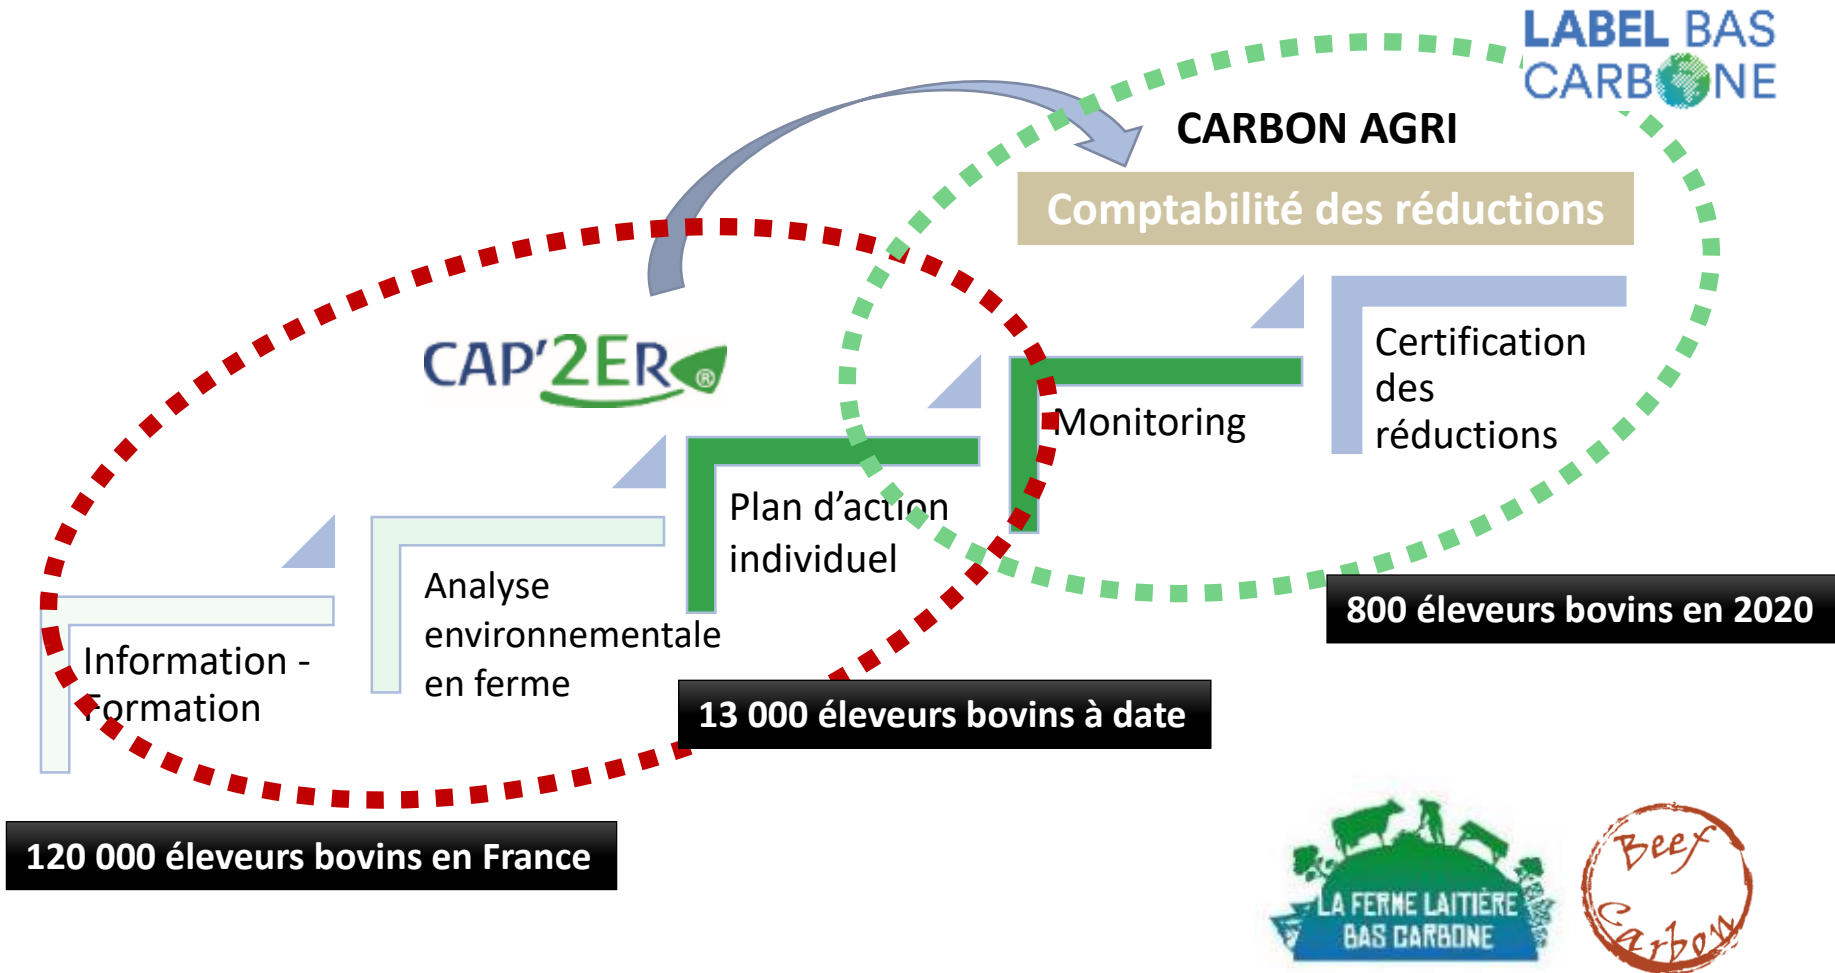 LABEL BAS
CARBONE
CARBON AGRI
Comptabilité des réductions
CAP'2ER®
Certification
des
réductions
Monitoring
Plan d'action
individuel
Analyse
environnementale
en ferme
Information -
Formation
800 éleveurs bovins en 2020
13 000 éleveurs bovins à date
120 000 éleveurs bovins en France
LA FERME LAITIÈRE
BAS CARBONE
Beef
Carbon